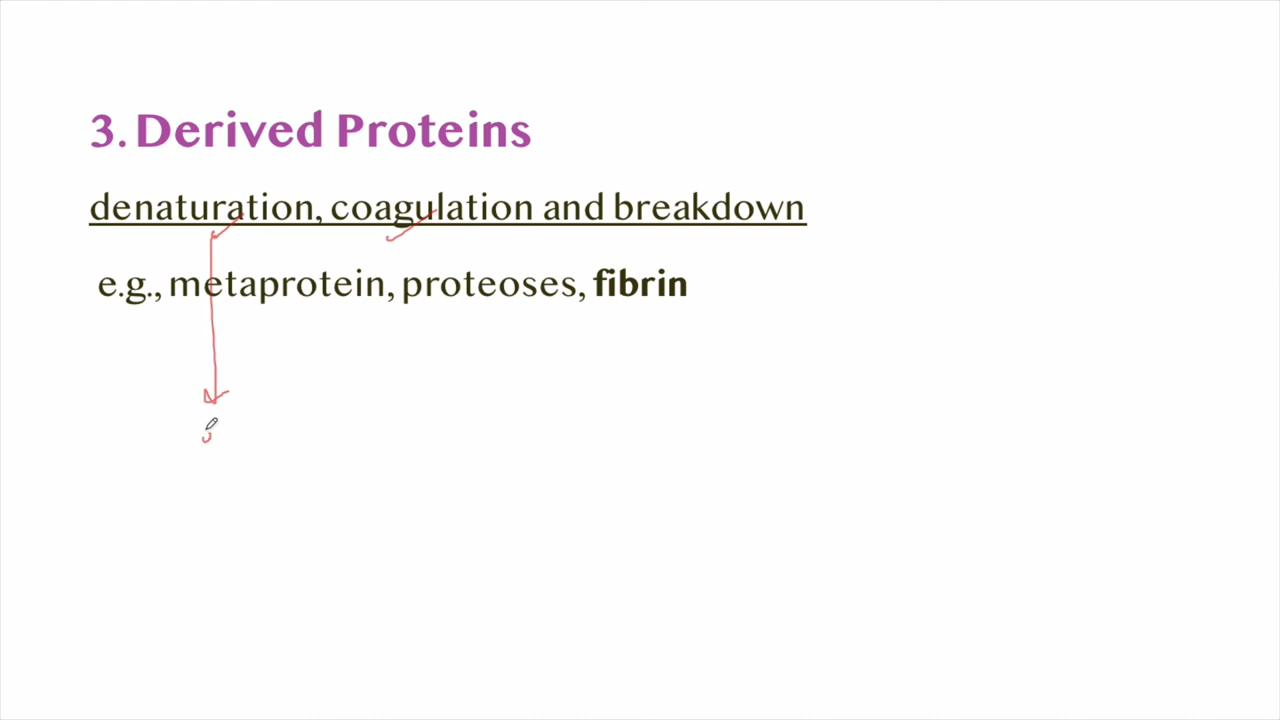 3. Derived Proteins
denaturation, coagulation and breakdown
e.g., metaprotein, proteoses, fibrin